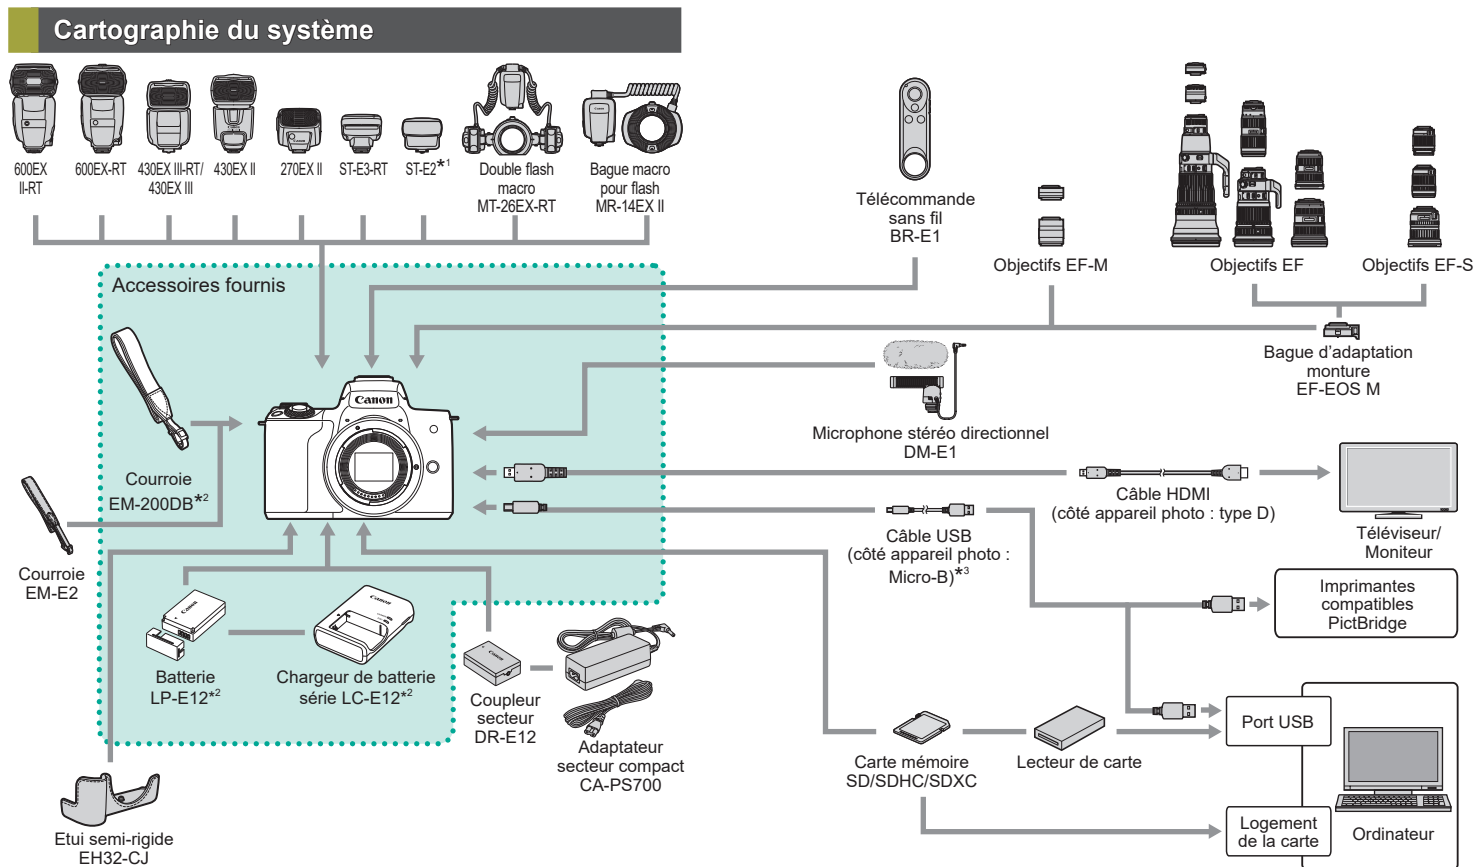 Cartographie du système
600EX
II-RT
600EX-RT
430EX III-RT/
430EX III
430EX II
270EX II
ST-E3-RT
ST-E2*1
Double flash
macro
MT-26EX-RT
Bague macro
pour flash
MR-14EX II
Télécommande
sans fil
BR-E1
Objectifs EF-M
Objectifs EF
Objectifs EF-S
Bague d'adaptation
monture
EF-EOS M
Accessoires fournis
Canon
Courroie
EM-200DB*2
Courroie
EM-E2
Microphone stéréo directionnel
DM-E1
Câble HDMI
(côté appareil photo : type D)
Téléviseur/
Moniteur
Câble USB
(côté appareil photo :
Micro-B)*3
Imprimantes
compatibles
PictBridge
Canon
Batterie
LP-E12*2
Canon
Chargeur de batterie
série LC-E12*2
Coupleur
secteur
DR-E12
Adaptateur
secteur compact
CA-PS700
Carte mémoire
SD/SDHC/SDXC
Lecteur de carte
Port USB
Logement
de la carte
Ordinateur
Etui semi-rigide
EH32-CJ